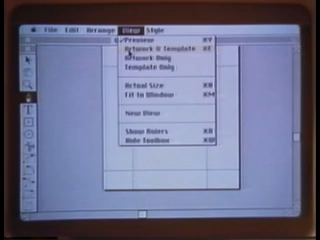 File Edit Arrange View Style
✓Preview ⌘Y
Artwork & Template ⌘E
Artwork Only
Template Only
Actual Size ⌘H
Fit In Window ⌘M
New View
Show Rulers ⌘R
Hide Toolbox ⌘W
T